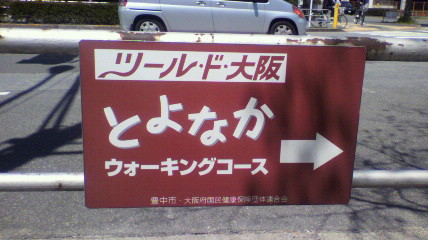 ツール・ド・大阪
とよなか
ウォーキングコース
豊中市・大阪府国民健康保険団体連合会